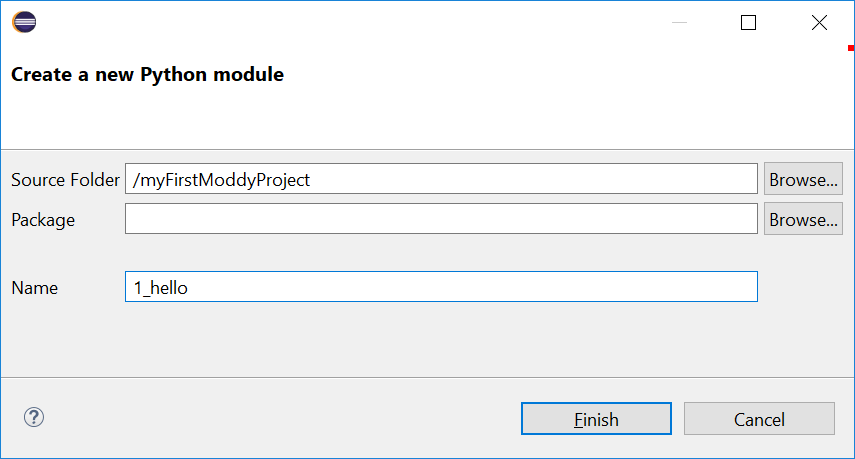 Create a new Python module
Source Folder /myFirstModdyProject Browse...
Package Browse...
Name 1_hello
? Finish Cancel